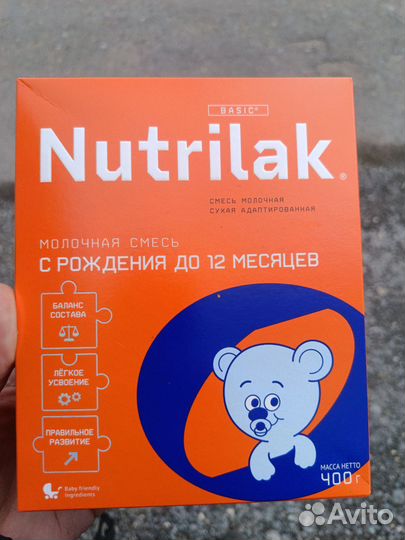 BASIC®
Nutrilak®
СМЕСЬ МОЛОЧНАЯ
СУХАЯ АДАПТИРОВАННАЯ
МОЛОЧНАЯ СМЕСЬ
С РОЖДЕНИЯ ДО 12 МЕСЯЦЕВ
БАЛАНС
СОСТАВА
ЛЁГКОЕ
УСВОЕНИЕ
ПРАВИЛЬНОЕ
РАЗВИТИЕ
Baby friendly
ingredients
МАССА НЕТТО
400 г
Avito